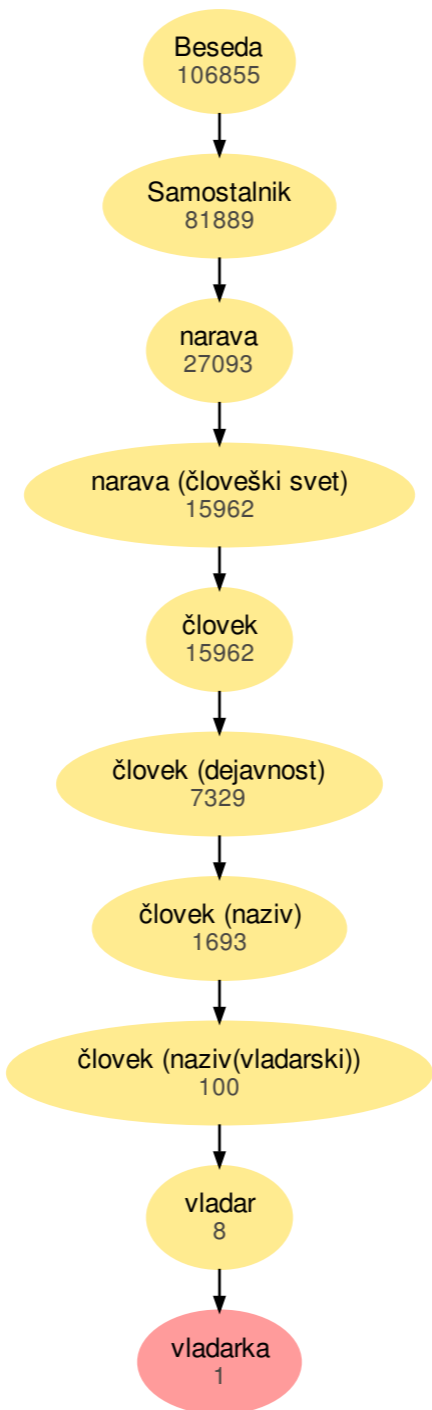 Beseda
106855
Samostalnik
81889
narava
27093
narava (človeški svet)
15962
človek
15962
človek (dejavnost)
7329
človek (naziv)
1693
človek (naziv(vladarski))
100
vladar
8
vladarka
1